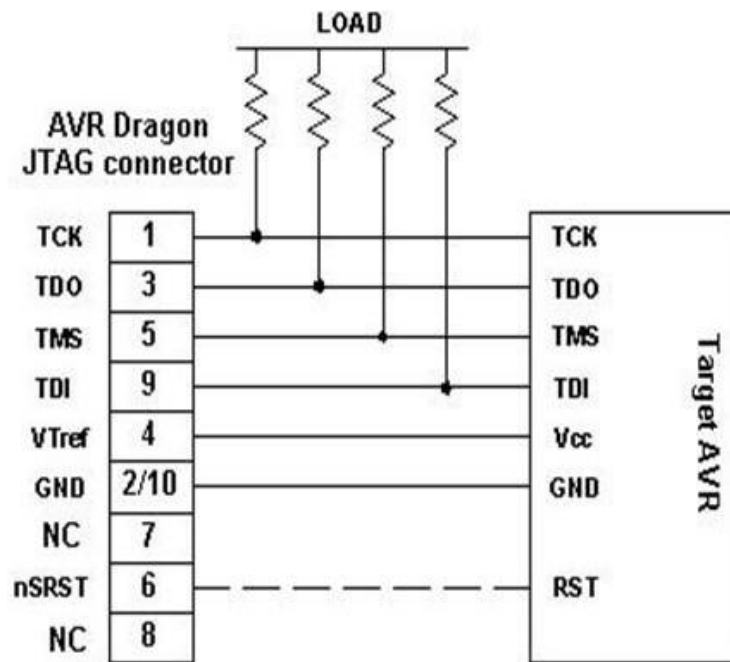 LOAD
AVR Dragon
JTAG connector
TCK 1 TCK
TDO 3 TDO
TMS 5 TMS
TDI 9 TDI
VTref 4 Vcc
GND 2/10 GND
NC 7
nSRST 6 RST
NC 8
Target AVR